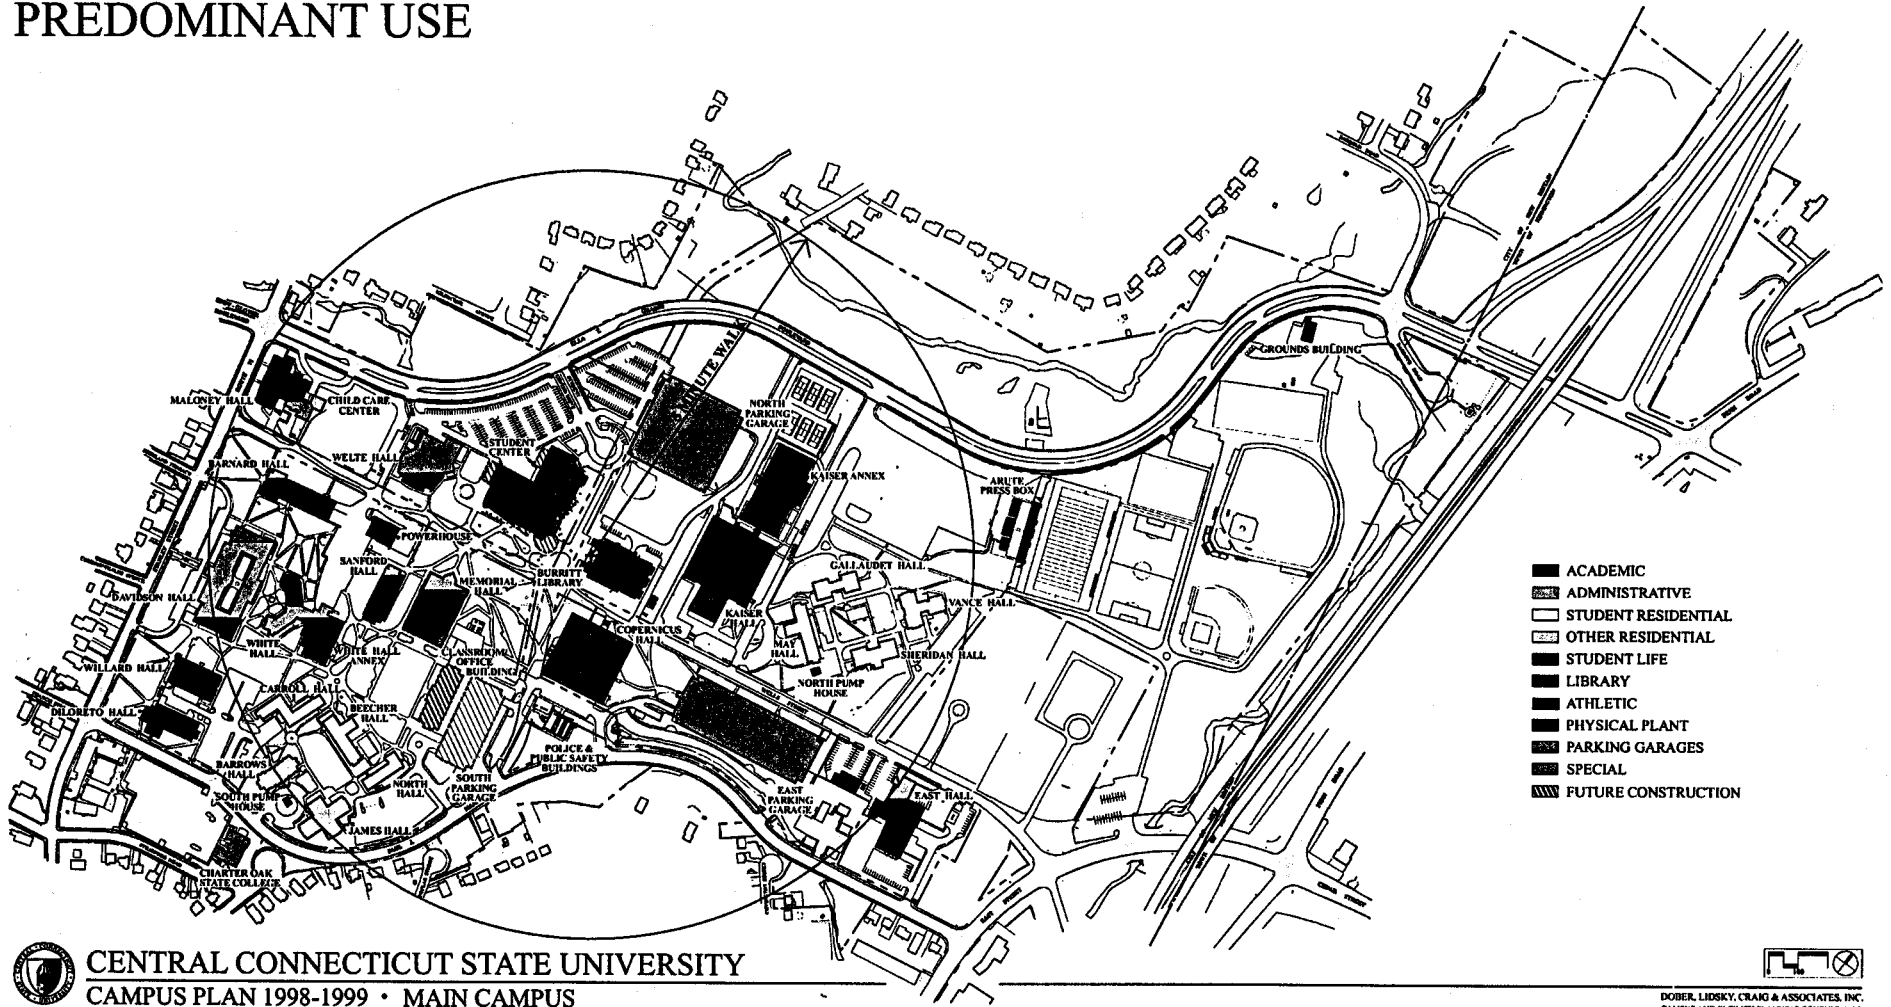 PREDOMINANT USE
GROUNDS BUILDING
MALONEY HALL
CHILD CARE
CENTER
NORTH
PARKING
GARAGE
STUDENT
CENTER
WELTE HALL
BARNARD HALL
KAISER ANNEX
ARUTE
PRESS BOX
POWERHOUSE
SANFORD
HALL
GALLAUDET HALL
MEMORIAL
HALL
BURRITT
LIBRARY
DAVIDSON HALL
VANCE HALL
KAISER
HALL
COPERNICUS
HALL
WHITE
HALL
WHITE HALL
ANNEX
CLASSROOM/
OFFICE
BUILDING
MAY
HALL
SHERIDAN HALL
WILLARD HALL
NORTH PUMP
HOUSE
CARROLL HALL
DILORETO HALL
BEECHER
HALL
WELLS STREET
POLICE &
PUBLIC SAFETY
BUILDINGS
BARROWS
HALL
SOUTH PUMP
HOUSE
NORTH
HALL
SOUTH
PARKING
GARAGE
EAST
PARKING
GARAGE
EAST HALL
JAMES HALL
CHARTER OAK
STATE COLLEGE
EAST STREET
CEDAR STREET
ACADEMIC
ADMINISTRATIVE
STUDENT RESIDENTIAL
OTHER RESIDENTIAL
STUDENT LIFE
LIBRARY
ATHLETIC
PHYSICAL PLANT
PARKING GARAGES
SPECIAL
FUTURE CONSTRUCTION
CENTRAL CONNECTICUT STATE UNIVERSITY
CAMPUS PLAN 1998-1999 • MAIN CAMPUS
DOBER, LIDSKY, CRAIG & ASSOCIATES, INC.